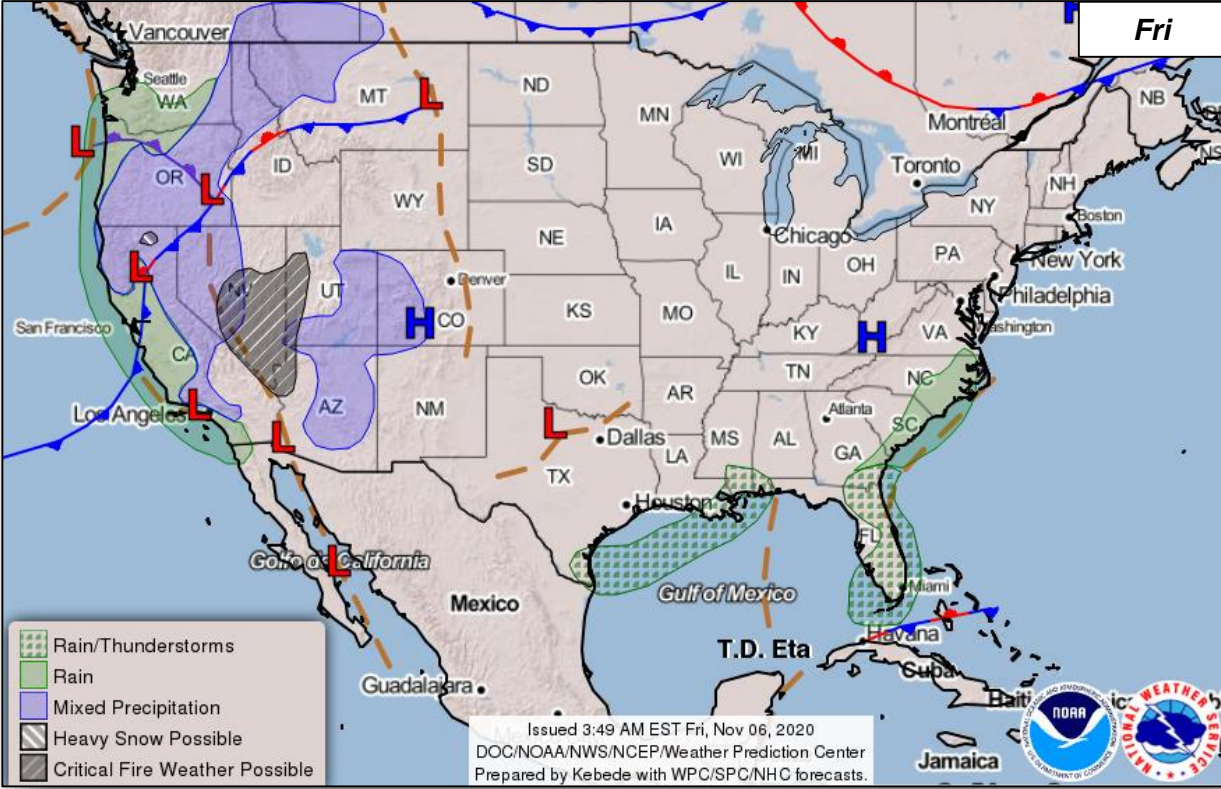 Fri
Vancouver
Seattle
WA
MT
ND
MN
NB
Montréal
OR
ID
SD
WI
MI
Toronto
NH
WY
NY
Boston
IA
Chicago
NE
PA
New York
IL
IN
OH
Philadelphia
NV
UT
Denver
CO
KS
MO
KY
VA
San Francisco
CA
TN
NC
OK
AR
Los Angeles
AZ
NM
Atlanta
SC
Dallas
MS
AL
GA
LA
TX
Houston
FL
L
L
L
L
L
L
L
L
H
H
Miami
Gulf of Mexico
Mexico
Havana
T.D. Eta
Cuba
Guadalajara
Jamaica
Rain/Thunderstorms
Rain
Mixed Precipitation
Heavy Snow Possible
Critical Fire Weather Possible
Issued 3:49 AM EST Fri, Nov 06, 2020
DOC/NOAA/NWS/NCEP/Weather Prediction Center
Prepared by Kebede with WPC/SPC/NHC forecasts.
NOAA
NATIONAL WEATHER SERVICE